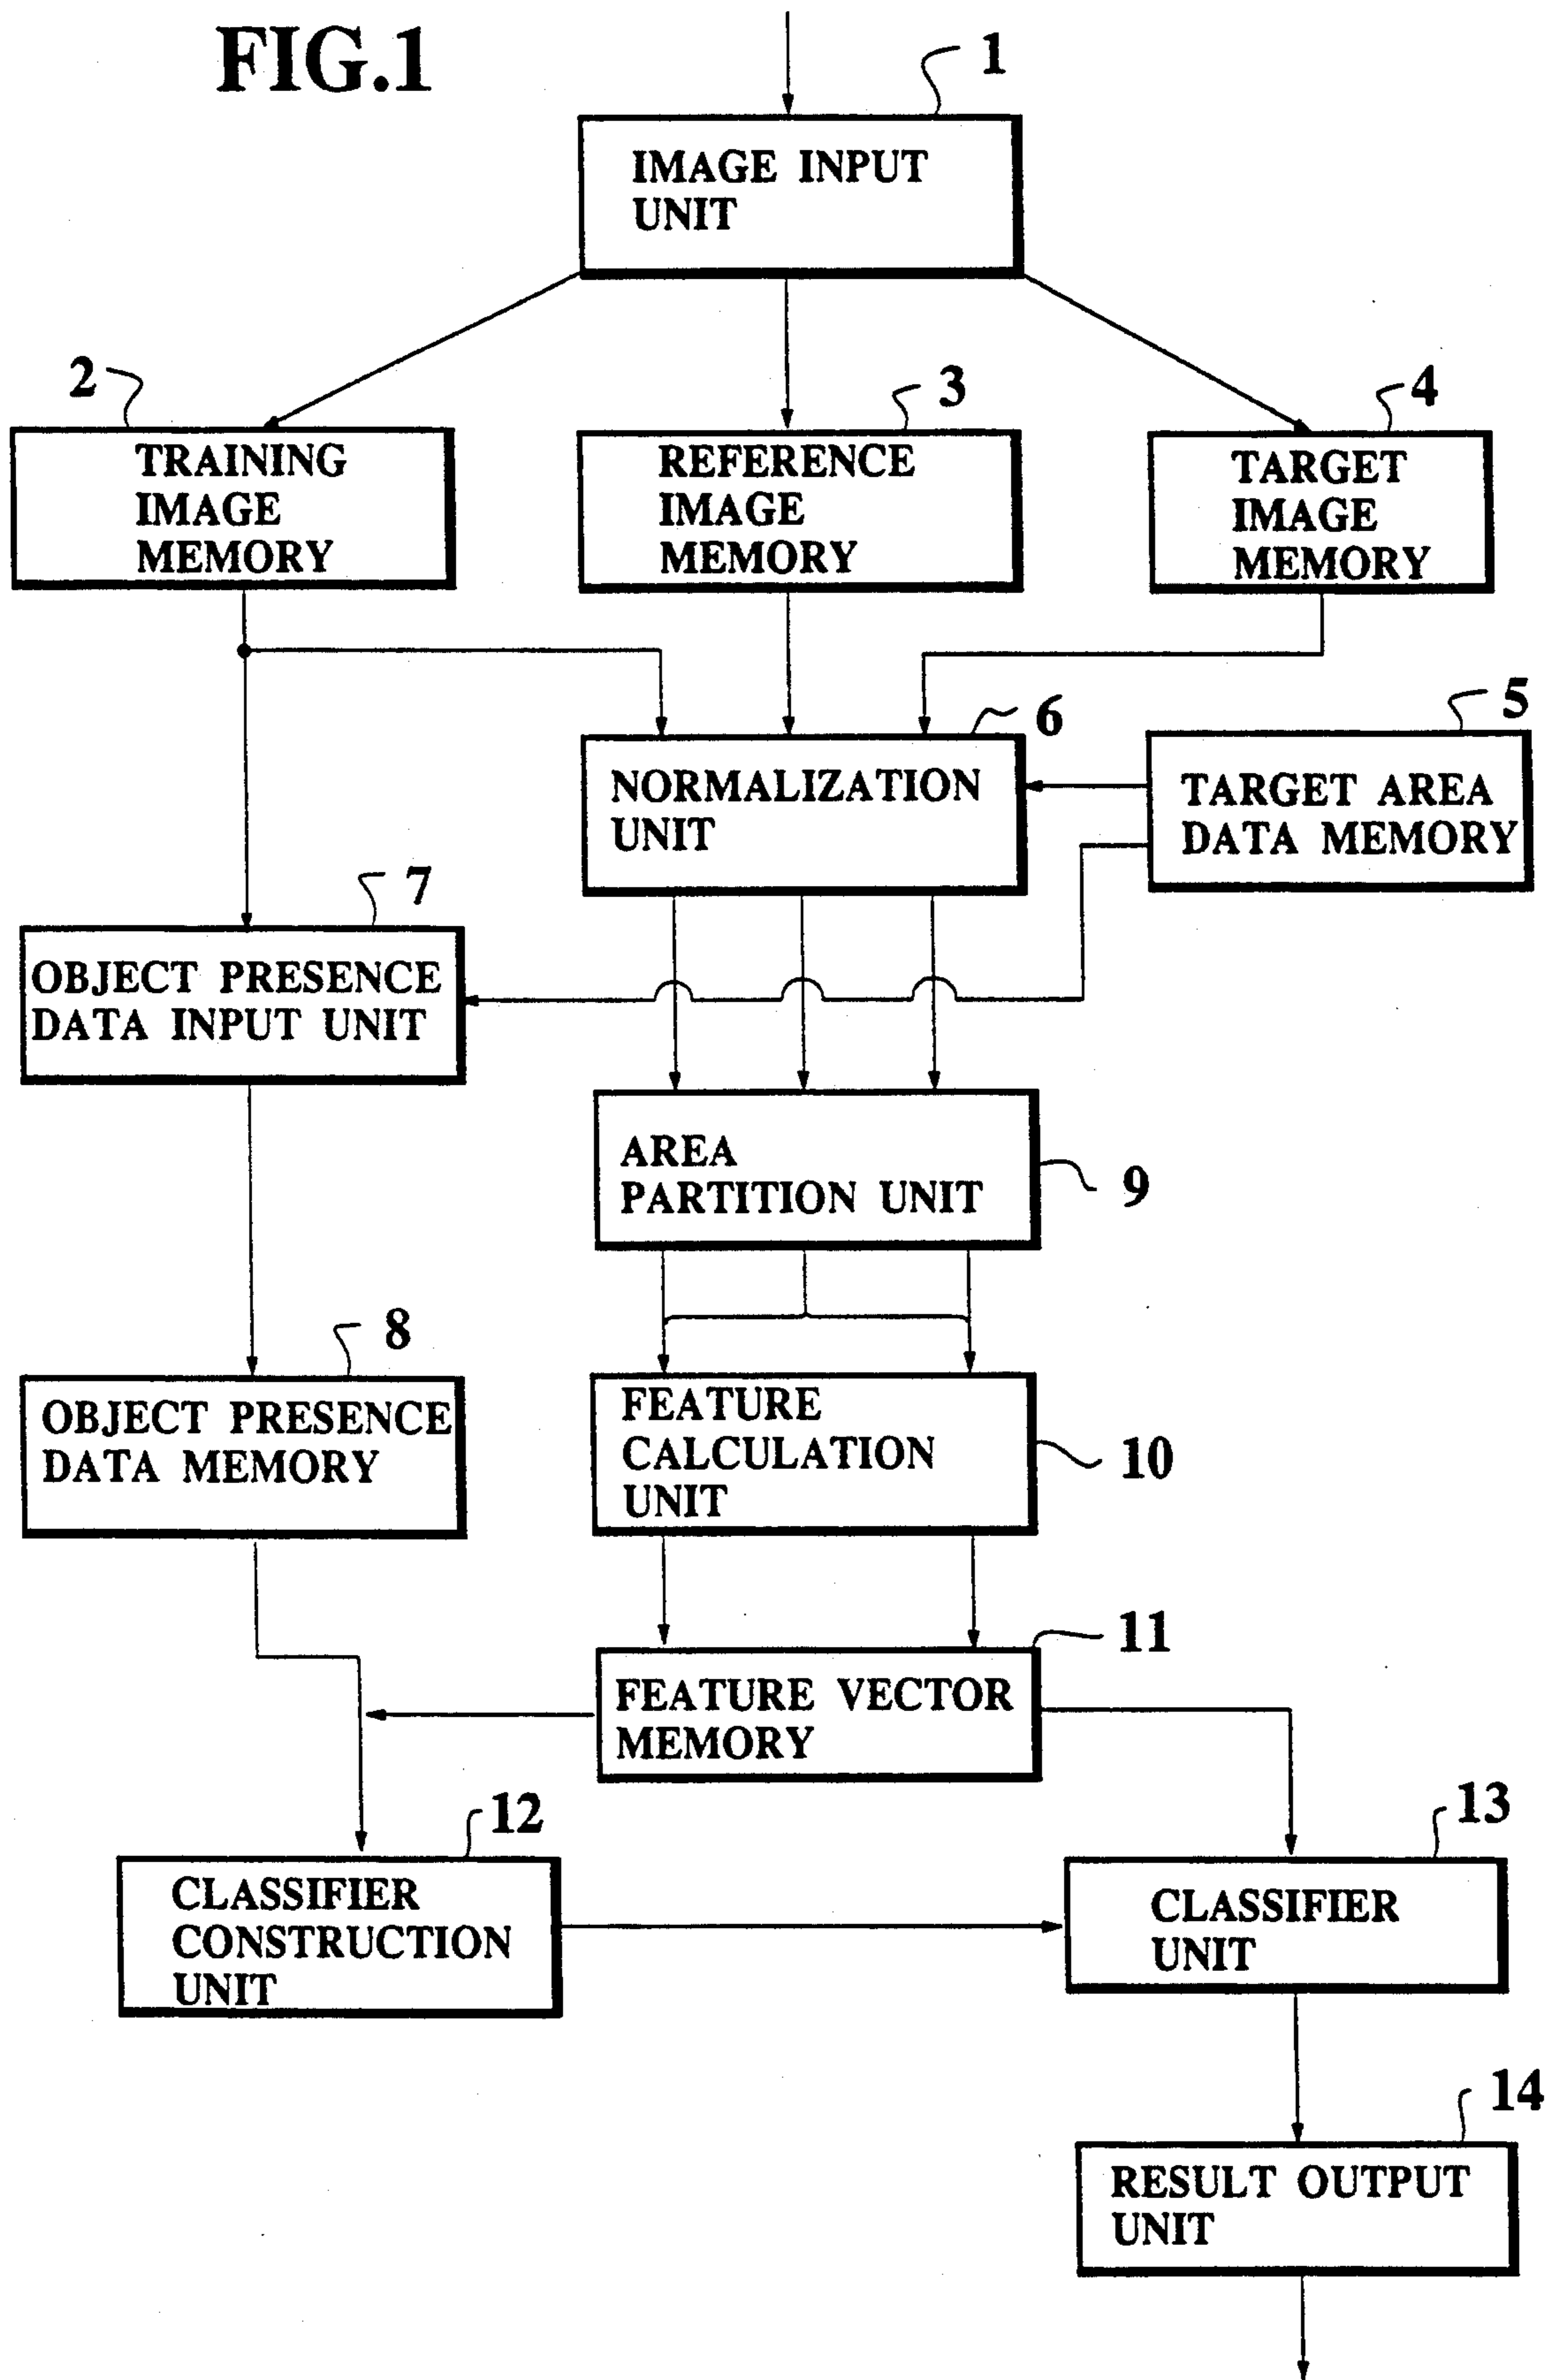 FIG.1
1
IMAGE INPUT
UNIT
2
TRAINING
IMAGE
MEMORY
3
REFERENCE
IMAGE
MEMORY
4
TARGET
IMAGE
MEMORY
5
TARGET AREA
DATA MEMORY
6
NORMALIZATION
UNIT
7
OBJECT PRESENCE
DATA INPUT UNIT
9
AREA
PARTITION UNIT
8
OBJECT PRESENCE
DATA MEMORY
10
FEATURE
CALCULATION
UNIT
11
FEATURE VECTOR
MEMORY
12
CLASSIFIER
CONSTRUCTION
UNIT
13
CLASSIFIER
UNIT
14
RESULT OUTPUT
UNIT